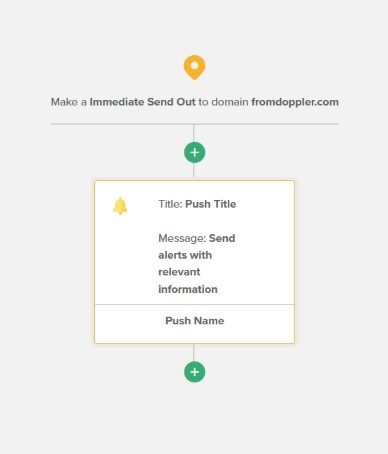 Make a Immediate Send Out to domain fromdoppler.com
Title: Push Title
Message: Send
alerts with
relevant
information
Push Name